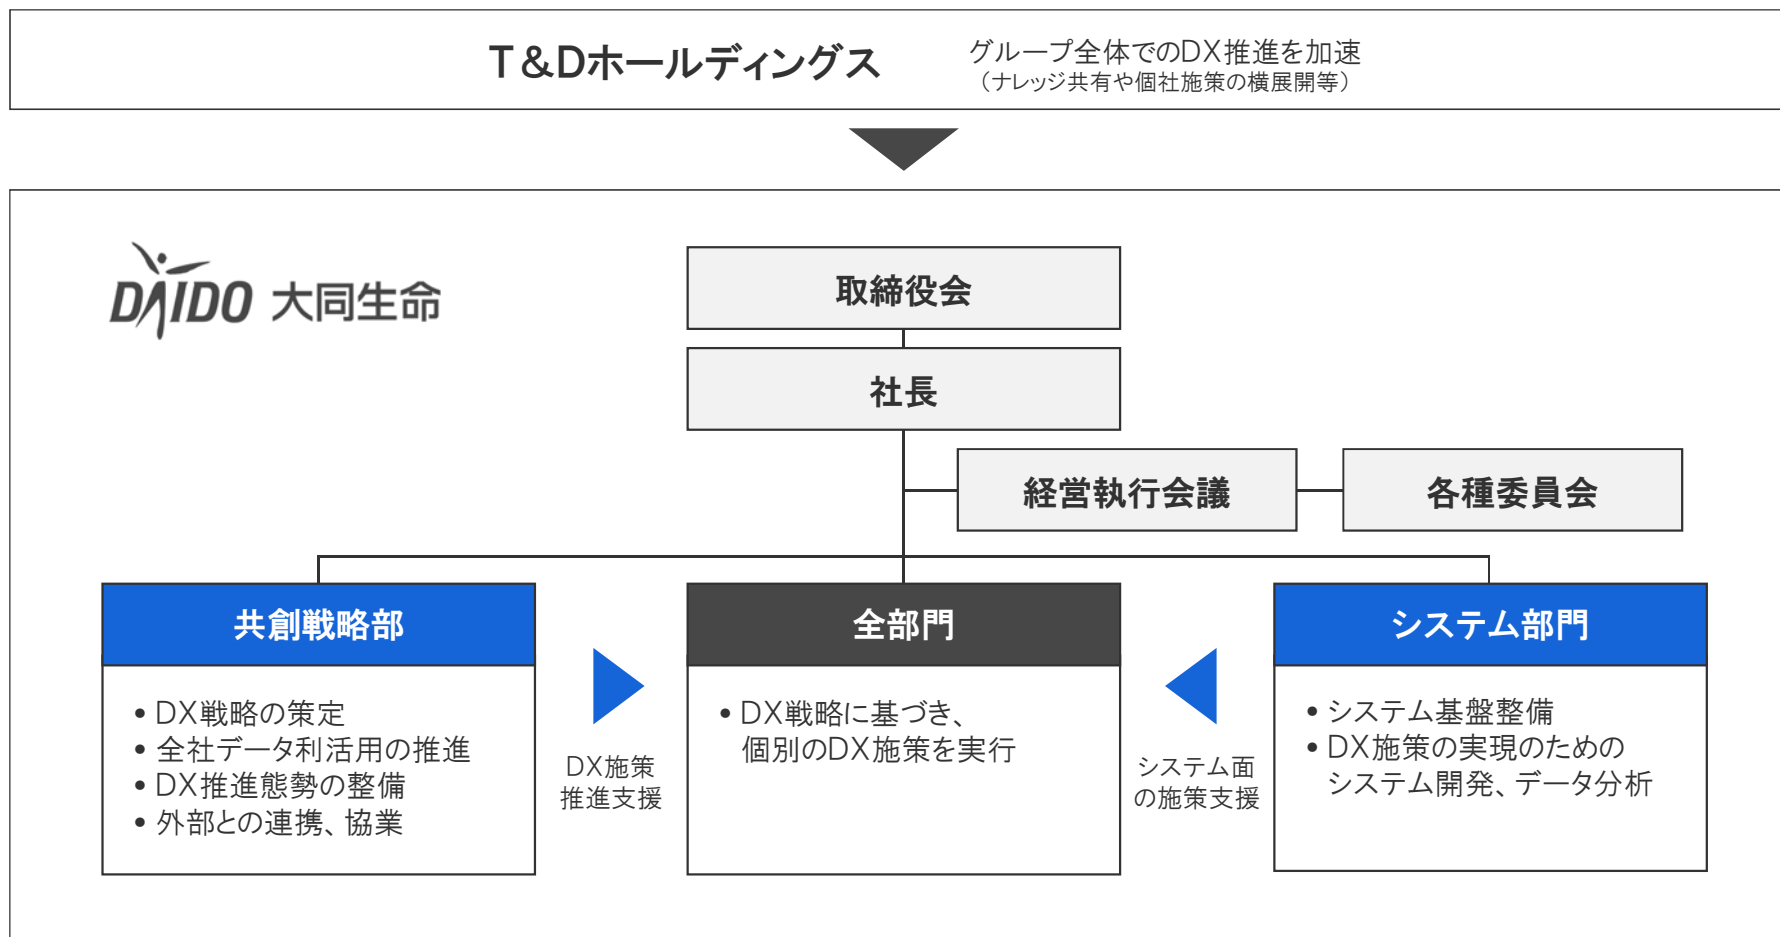 T&Dホールディングス
グループ全体でのDX推進を加速
（ナレッジ共有や個社施策の横展開等）
DAIDO 大同生命
取締役会
社長
経営執行会議
各種委員会
共創戦略部
• DX戦略の策定
• 全社データ利活用の推進
• DX推進態勢の整備
• 外部との連携、協業
DX施策
推進支援
全部門
• DX戦略に基づき、
個別のDX施策を実行
システム面
の施策支援
システム部門
• システム基盤整備
• DX施策の実現のための
システム開発、データ分析